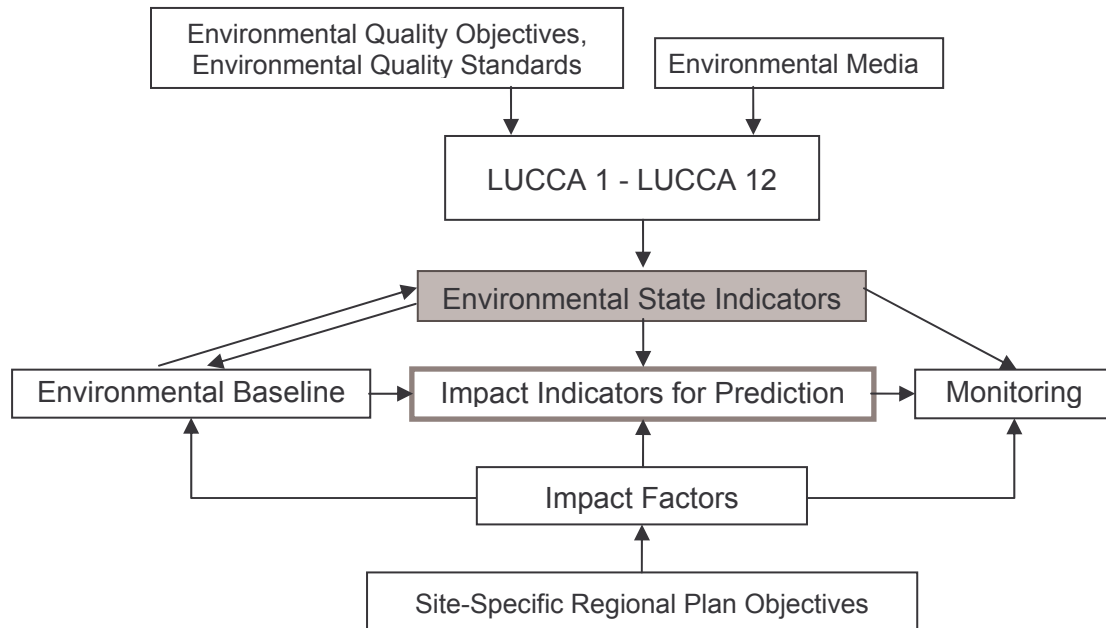 Environmental Quality Objectives,
Environmental Quality Standards
Environmental Media
LUCCA 1 - LUCCA 12
Environmental State Indicators
Environmental Baseline
Impact Indicators for Prediction
Monitoring
Impact Factors
Site-Specific Regional Plan Objectives